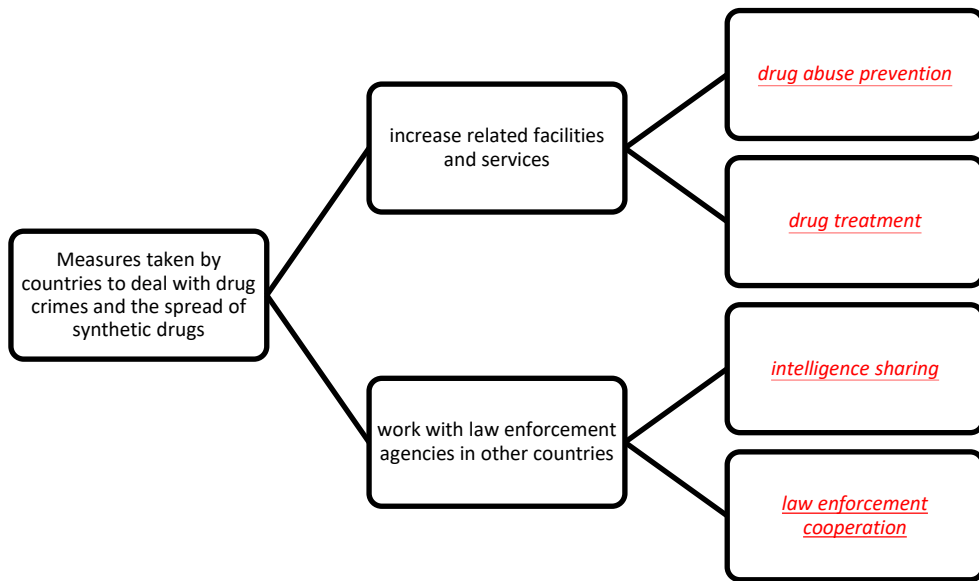 Measures taken by
countries to deal with drug
crimes and the spread of
synthetic drugs
increase related facilities
and services
drug abuse prevention
drug treatment
work with law enforcement
agencies in other countries
intelligence sharing
law enforcement
cooperation